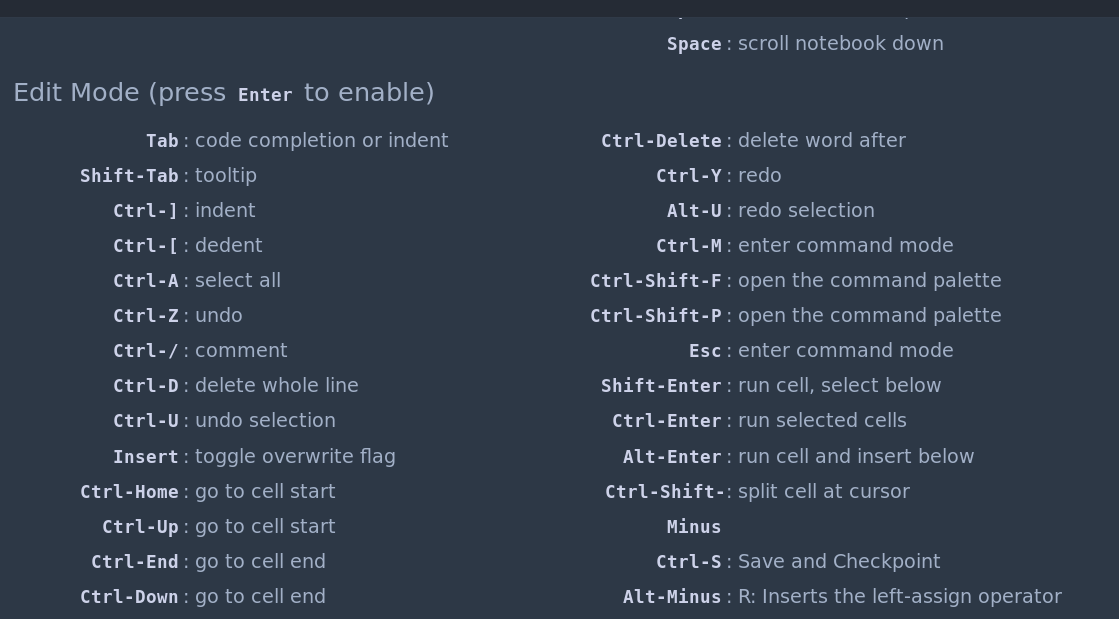 Space : scroll notebook down
Edit Mode (press Enter to enable)
Tab : code completion or indent
Shift-Tab : tooltip
Ctrl-] : indent
Ctrl-[ : dedent
Ctrl-A : select all
Ctrl-Z : undo
Ctrl-/ : comment
Ctrl-D : delete whole line
Ctrl-U : undo selection
Insert : toggle overwrite flag
Ctrl-Home : go to cell start
Ctrl-Up : go to cell start
Ctrl-End : go to cell end
Ctrl-Down : go to cell end
Ctrl-Delete : delete word after
Ctrl-Y : redo
Alt-U : redo selection
Ctrl-M : enter command mode
Ctrl-Shift-F : open the command palette
Ctrl-Shift-P : open the command palette
Esc : enter command mode
Shift-Enter : run cell, select below
Ctrl-Enter : run selected cells
Alt-Enter : run cell and insert below
Ctrl-Shift- : split cell at cursor
Minus
Ctrl-S : Save and Checkpoint
Alt-Minus : R: Inserts the left-assign operator